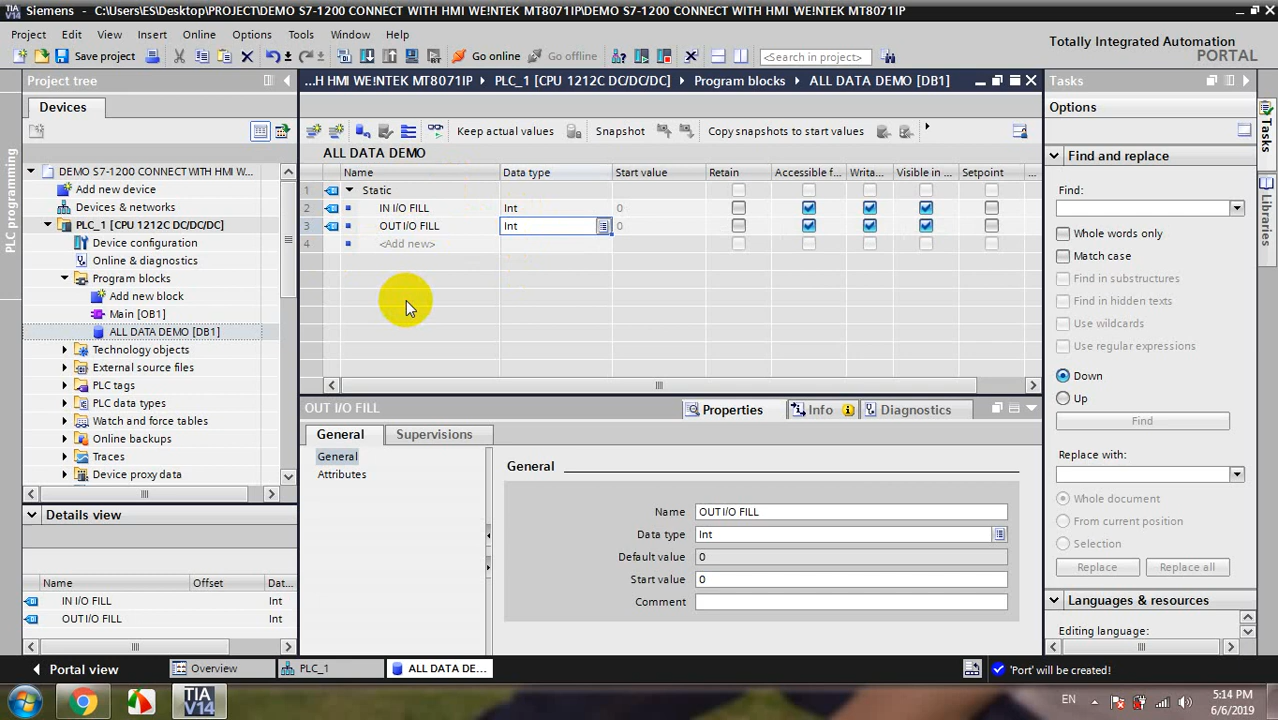 TIA
V14
Siemens - C:\Users\ES\Desktop\PROJECT\DEMO S7-1200 CONNECT WITH HMI WE!NTEK MT8071IP\DEMO S7-1200 CONNECT WITH HMI WE!NTEK MT8071IP
Project Edit View Insert Online Options Tools Window Help
Totally Integrated Automation
PORTAL
Save project
Go online
Go offline
<Search in project>
Project tree
...H HMI WE!NTEK MT8071IP PLC_1 [CPU 1212C DC/DC/DC] Program blocks ALL DATA DEMO [DB1]
Tasks
Devices
Options
Keep actual values Snapshot Copy snapshots to start values
ALL DATA DEMO
Name Data type Start value Retain Accessible f... Writa... Visible in ... Setpoint ...
1 Static
2 IN I/O FILL Int 0
3 OUT I/O FILL Int 0
4 <Add new>
DEMO S7-1200 CONNECT WITH HMI W...
Add new device
Devices & networks
PLC_1 [CPU 1212C DC/DC/DC]
Device configuration
Online & diagnostics
Program blocks
Add new block
Main [OB1]
ALL DATA DEMO [DB1]
Technology objects
External source files
PLC tags
PLC data types
Watch and force tables
Online backups
Traces
Device proxy data
PLC programming
Details view
Name Offset Dat...
IN I/O FILL Int
OUT I/O FILL Int
OUT I/O FILL
Properties Info Diagnostics
General Supervisions
General
Attributes
General
Name OUT I/O FILL
Data type Int
Default value 0
Start value 0
Comment
Find and replace
Find:
Whole words only
Match case
Find in substructures
Find in hidden texts
Use wildcards
Use regular expressions
Down
Up
Find
Replace with:
Whole document
From current position
Selection
Replace Replace all
Languages & resources
Editing language:
Tasks
Libraries
Portal view Overview PLC_1 ALL DATA DE...
'Port' will be created!
TIA
V14
EN
5:14 PM
6/6/2019